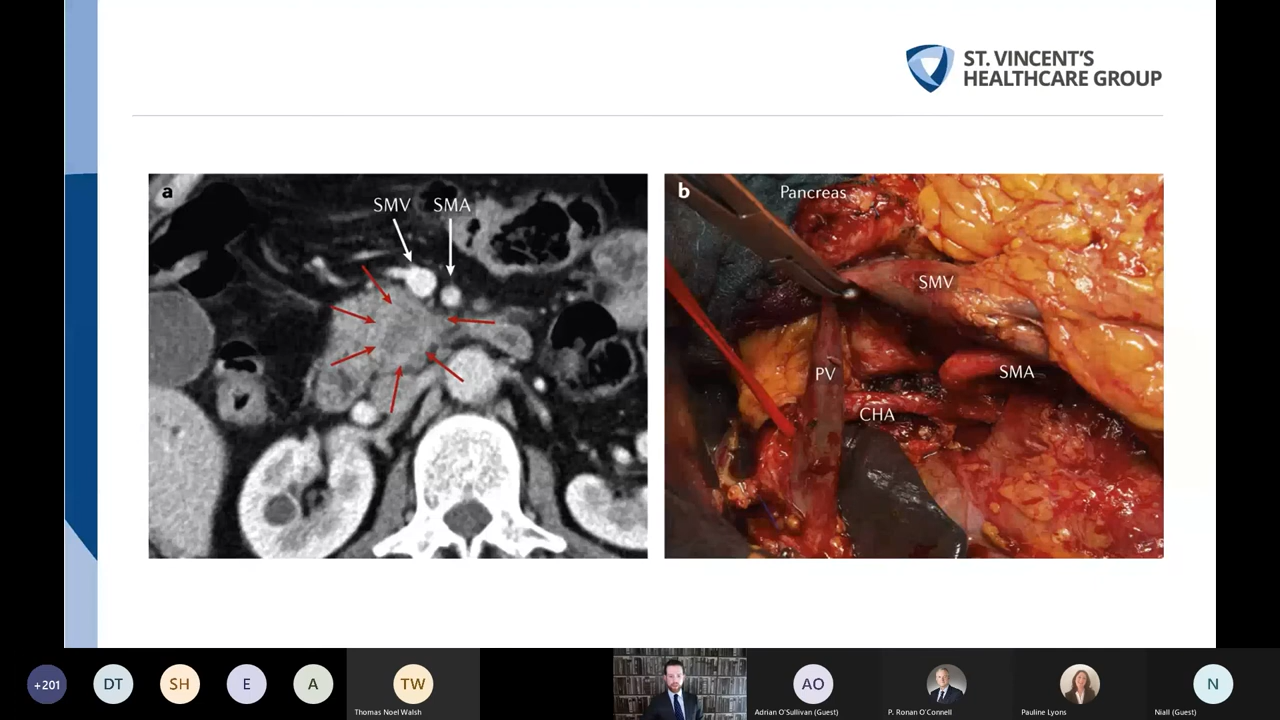 ST. VINCENT'S
HEALTHCARE GROUP
a
SMV SMA
b
Pancreas
SMV
PV
SMA
CHA
+201
DT
SH
E
A
TW
Thomas Noel Walsh
AO
Adrian O'Sullivan (Guest)
P. Ronan O'Connell
Pauline Lyons
N
Niall (Guest)